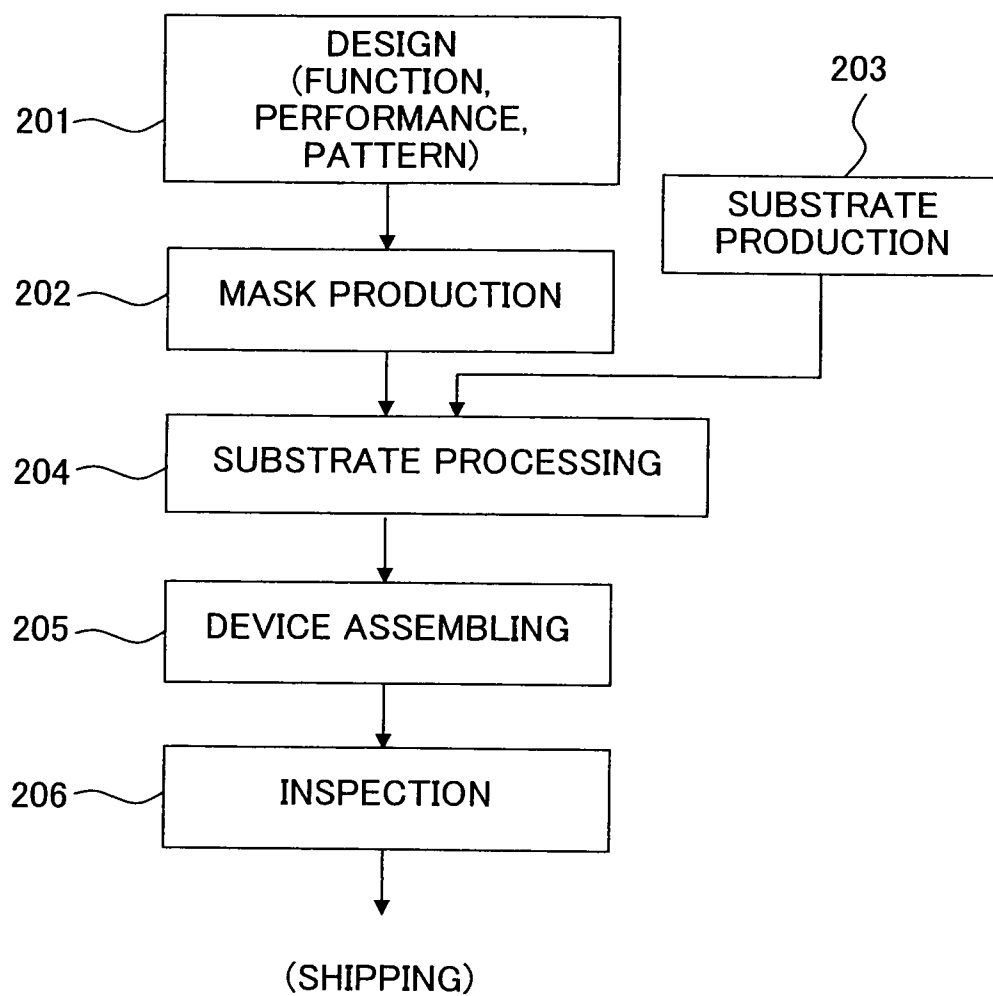 DESIGN
(FUNCTION,
PERFORMANCE,
PATTERN)
201
203
SUBSTRATE
PRODUCTION
202
MASK PRODUCTION
204
SUBSTRATE PROCESSING
205
DEVICE ASSEMBLING
206
INSPECTION
(SHIPPING)